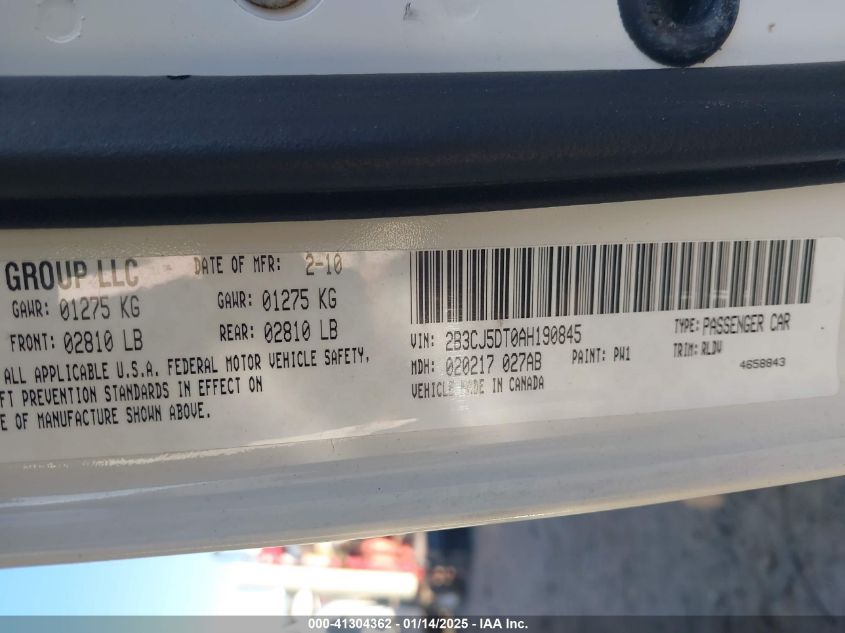 GROUP LLC DATE OF MFR: 2-10
GAWR: 01275 KG GAWR: 01275 KG
FRONT: 02810 LB REAR: 02810 LB
ALL APPLICABLE U.S.A. FEDERAL MOTOR VEHICLE SAFETY,
FT PREVENTION STANDARDS IN EFFECT ON
E OF MANUFACTURE SHOWN ABOVE.
VIN: 2B3CJ5DT0AH190845 TYPE: PASSENGER CAR
MDH: 020217 027AB PAINT: PW1 TRIM: RLDV
VEHICLE MADE IN CANADA 4658843
000-41304362 - 01/14/2025 - IAA Inc.